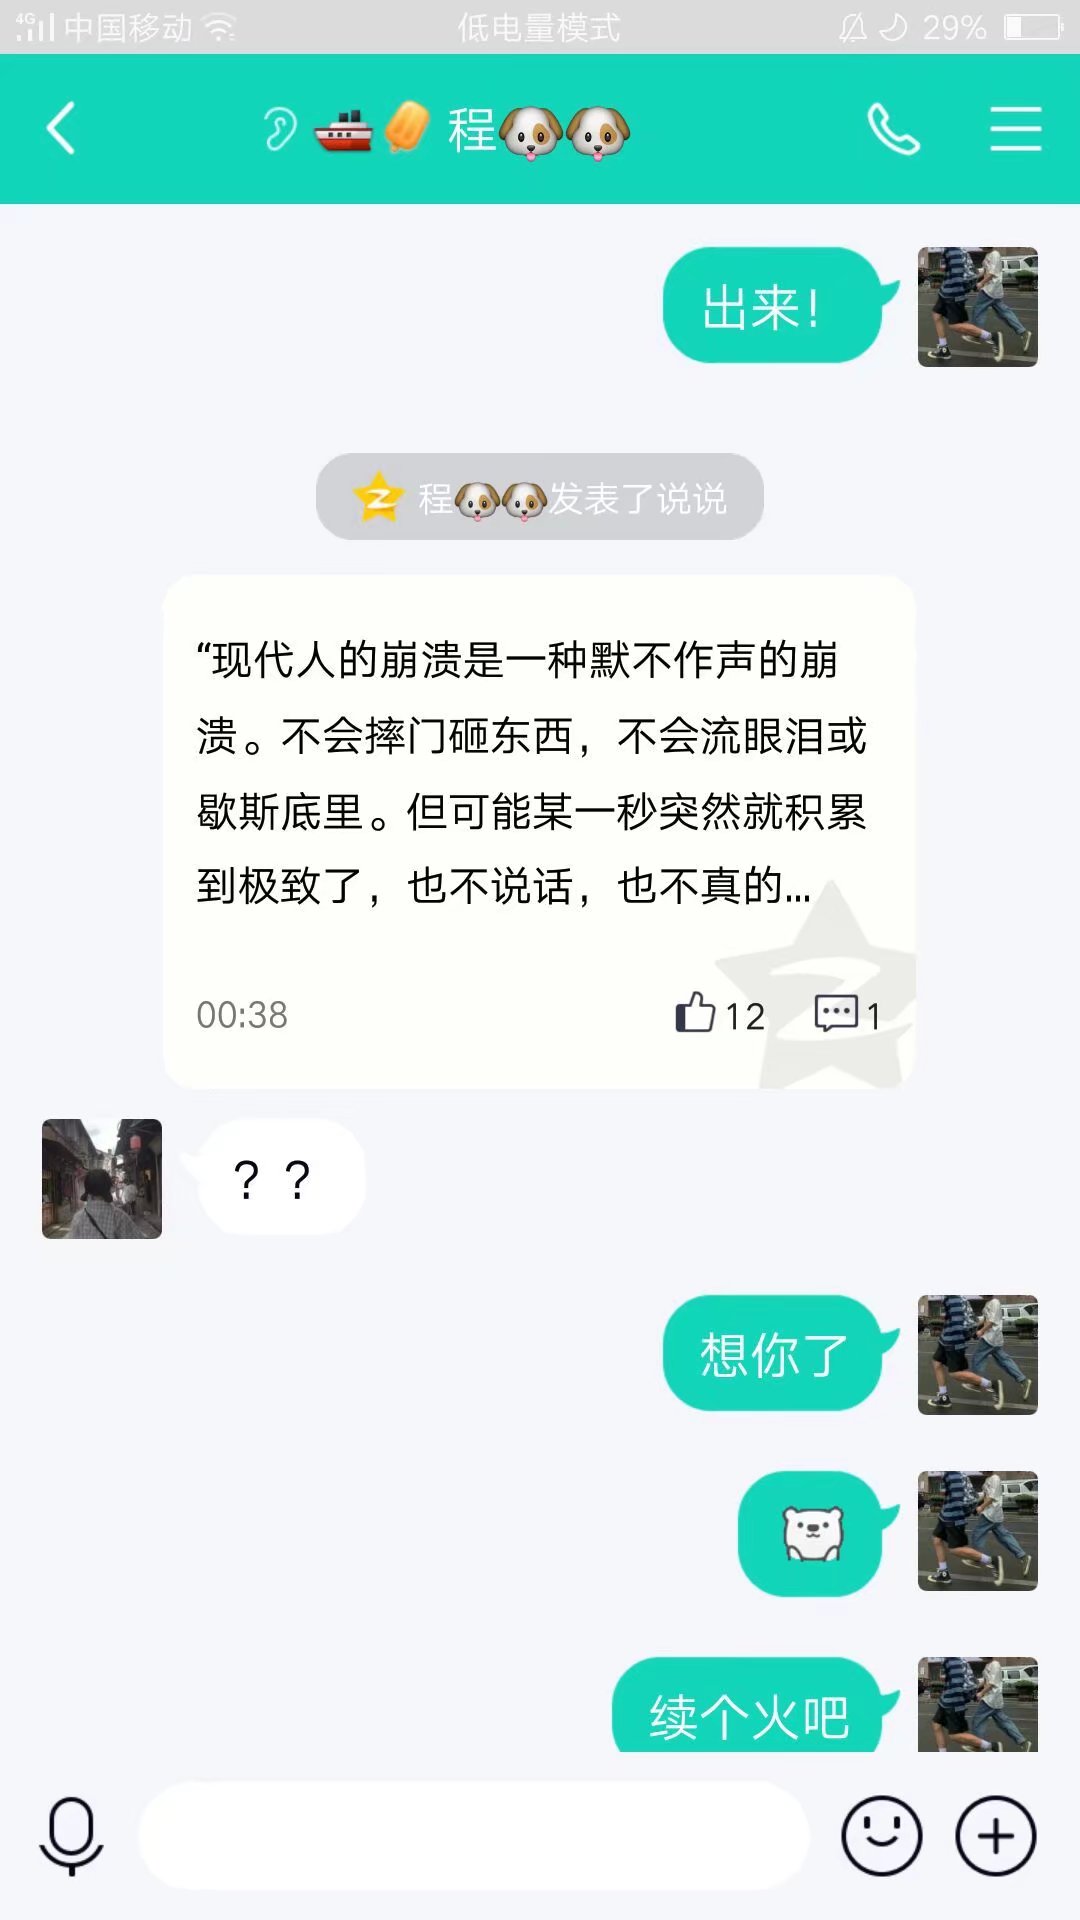 4G 中国移动 低电量模式 29%
程
出来！
程发表了说说
“现代人的崩溃是一种默不作声的崩
溃。不会摔门砸东西，不会流眼泪或
歇斯底里。但可能某一秒突然就积累
到极致了，也不说话，也不真的...
00:38 12 1
？？
想你了
续个火吧